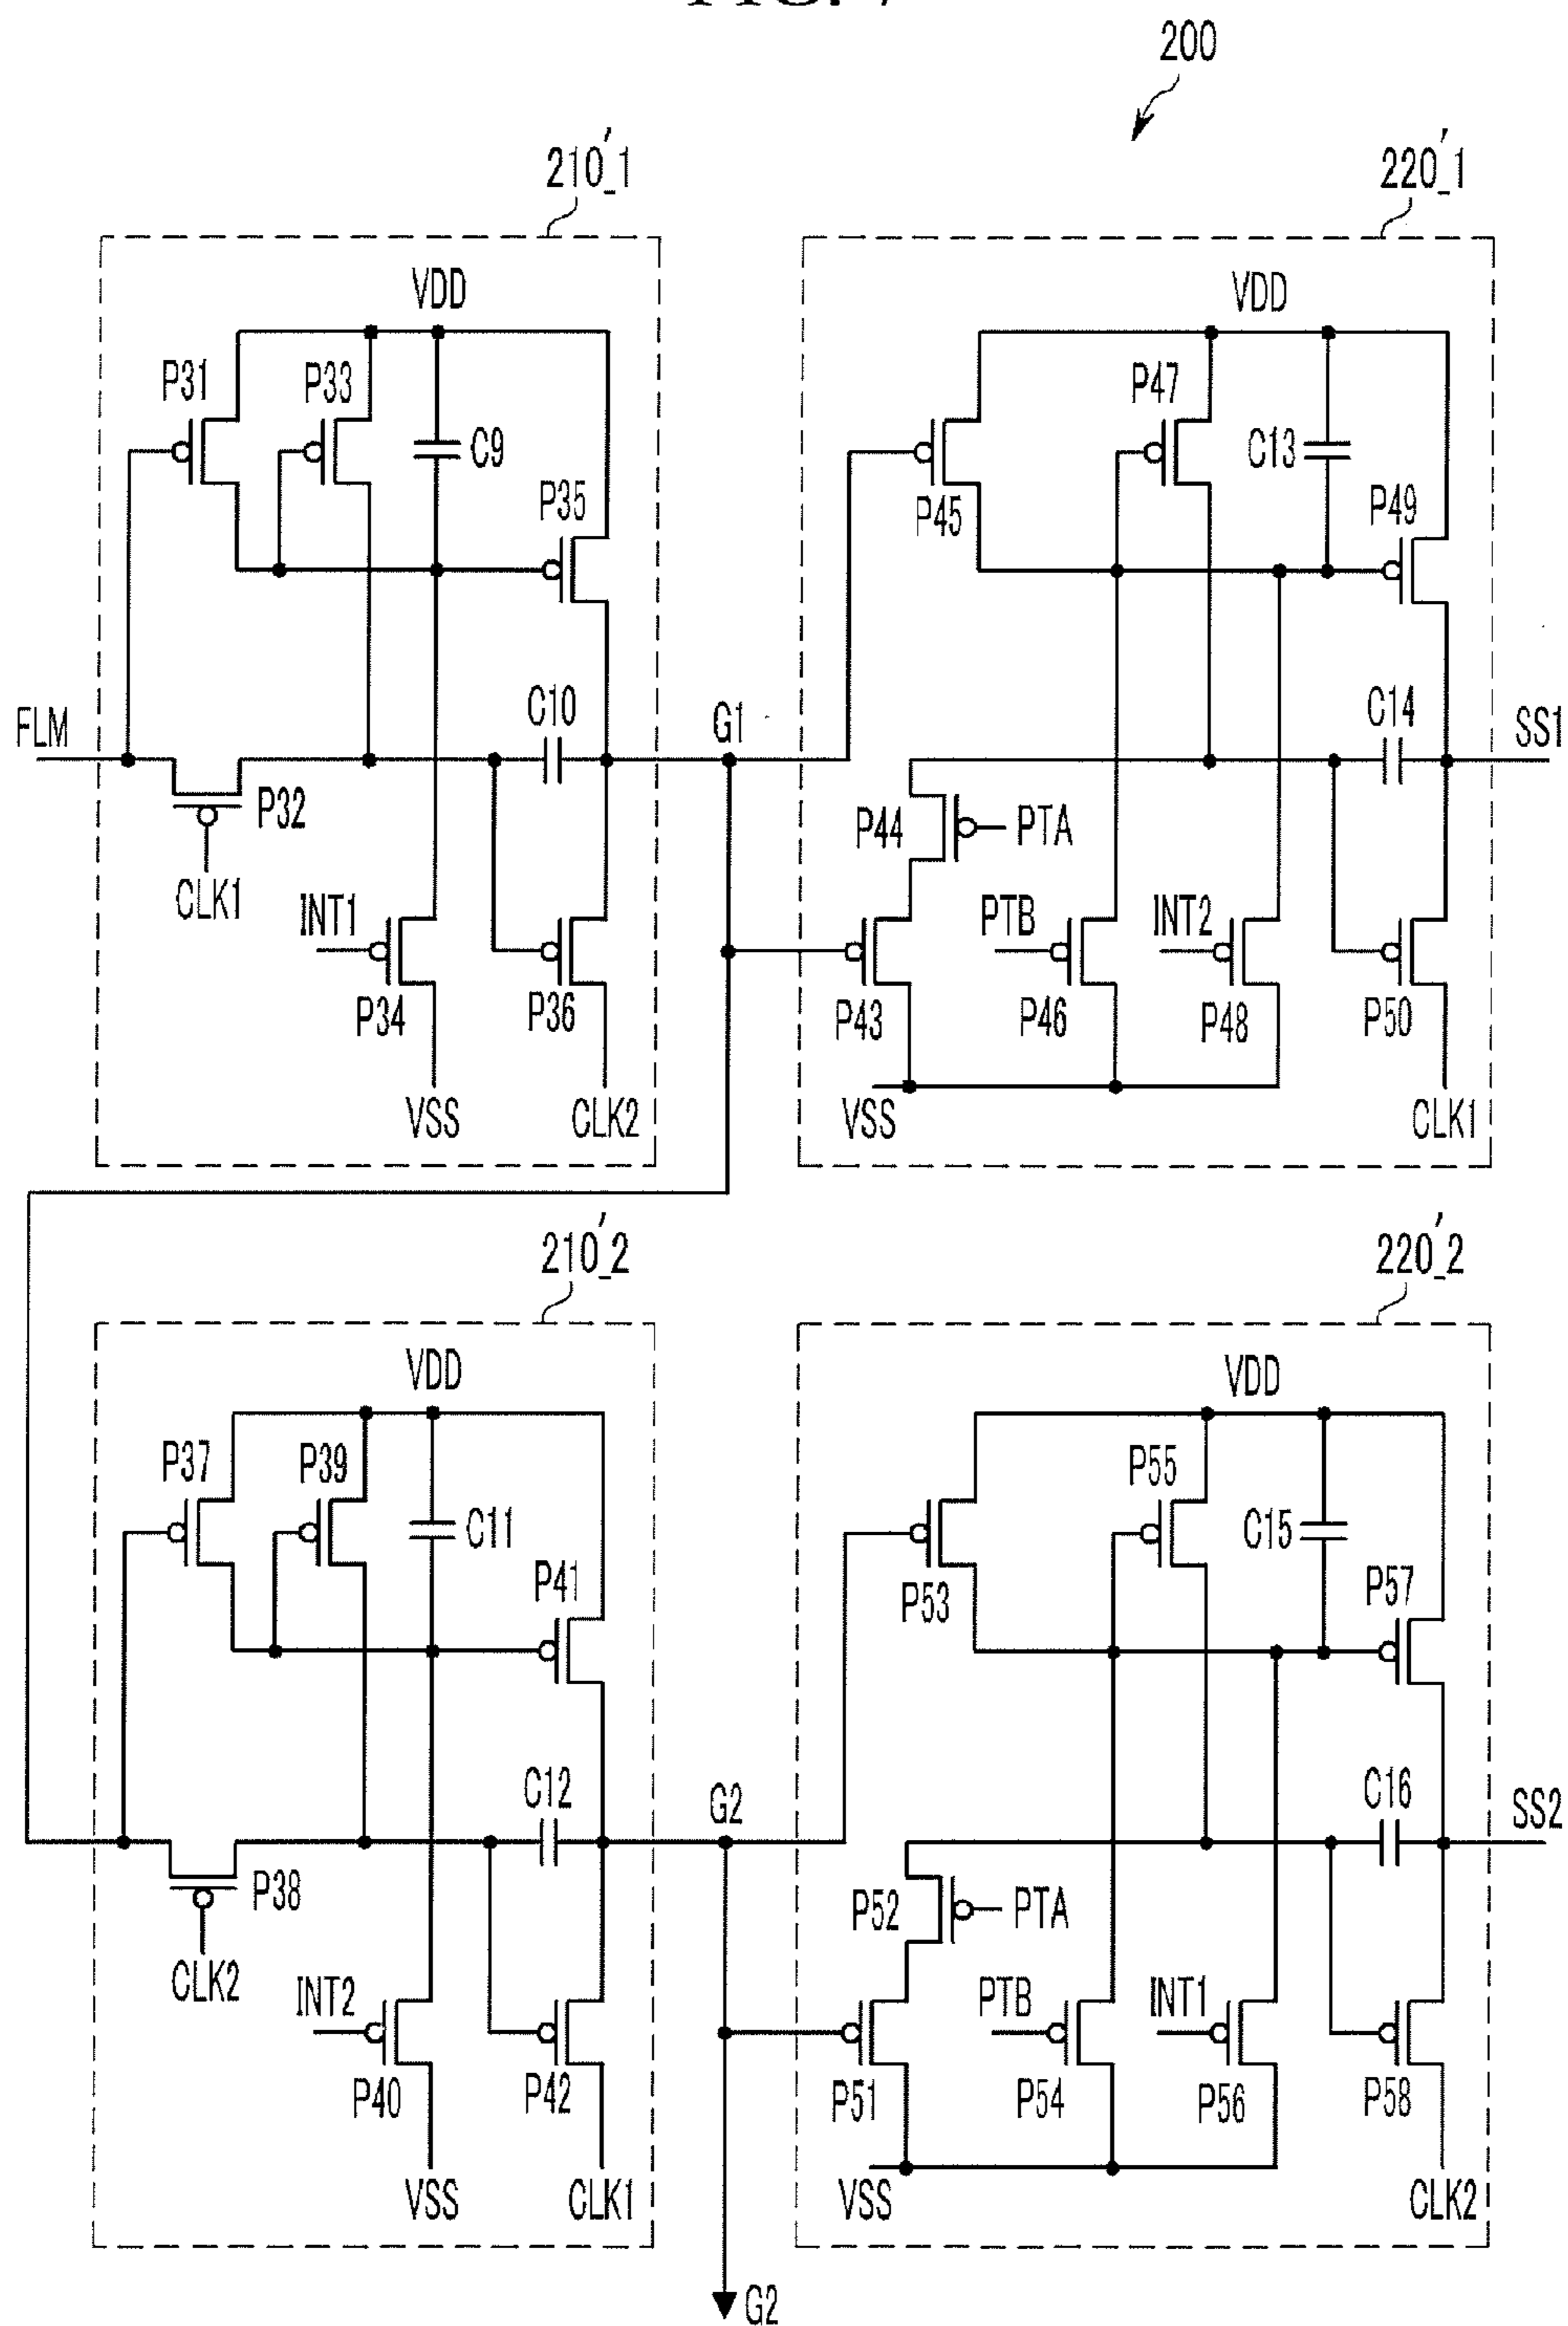 FIG. 7
200
210'_1
220'_1
VDD
VDD
P31
P33
C9
P35
P45
P47
C13
P49
FLM
C10
G1
C14
SS1
P32
CLK1
P44
PTA
INT1
P34
P36
P43
PTB
P46
INT2
P48
P50
VSS
CLK2
VSS
CLK1
210'_2
220'_2
VDD
VDD
P37
P39
C11
P41
P53
P55
C15
P57
C12
G2
C16
SS2
P38
CLK2
P52
PTA
INT2
P40
P42
P51
PTB
P54
INT1
P56
P58
VSS
CLK1
VSS
CLK2
G2